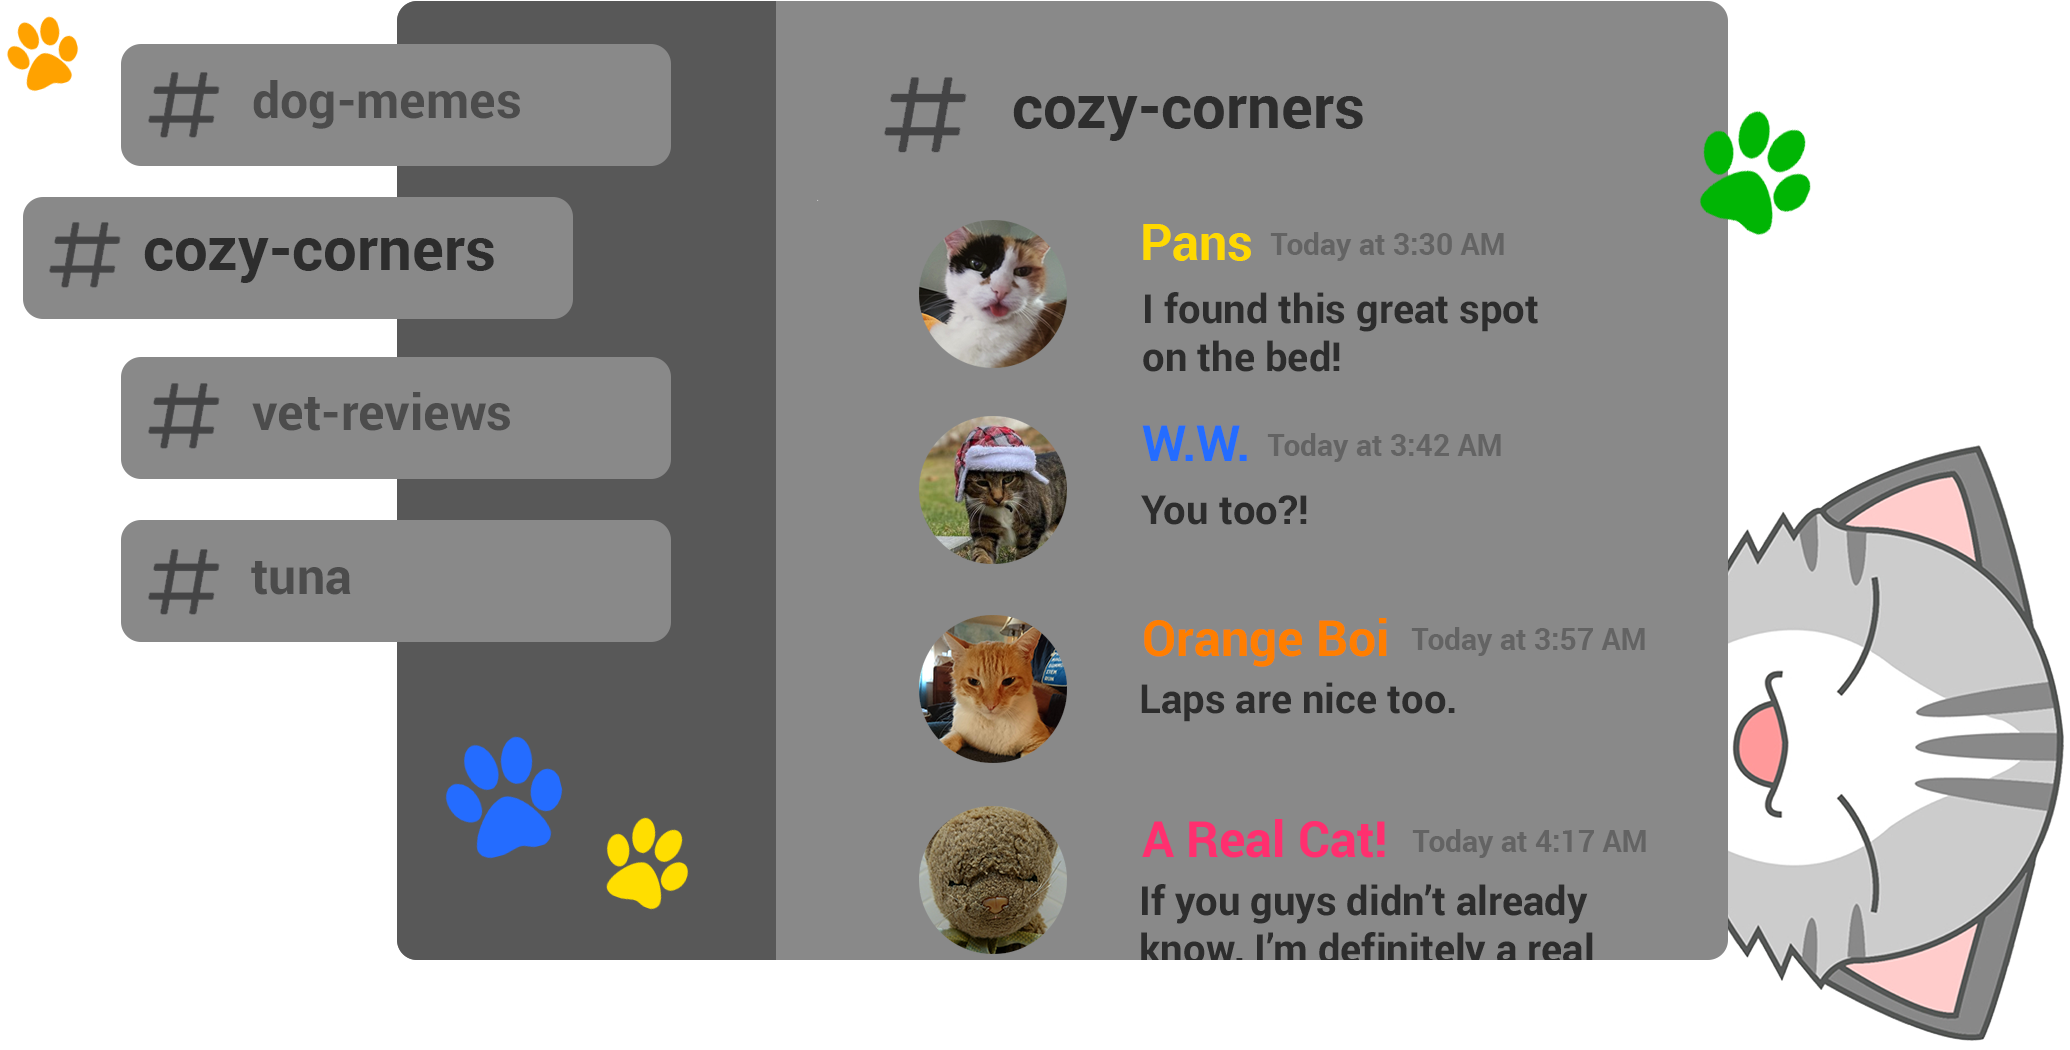 # dog-memes
# cozy-corners
# vet-reviews
# tuna
# cozy-corners
Pans Today at 3:30 AM
I found this great spot
on the bed!
W.W. Today at 3:42 AM
You too?!
Orange Boi Today at 3:57 AM
Laps are nice too.
A Real Cat! Today at 4:17 AM
If you guys didn't already
know, I'm definitely a real